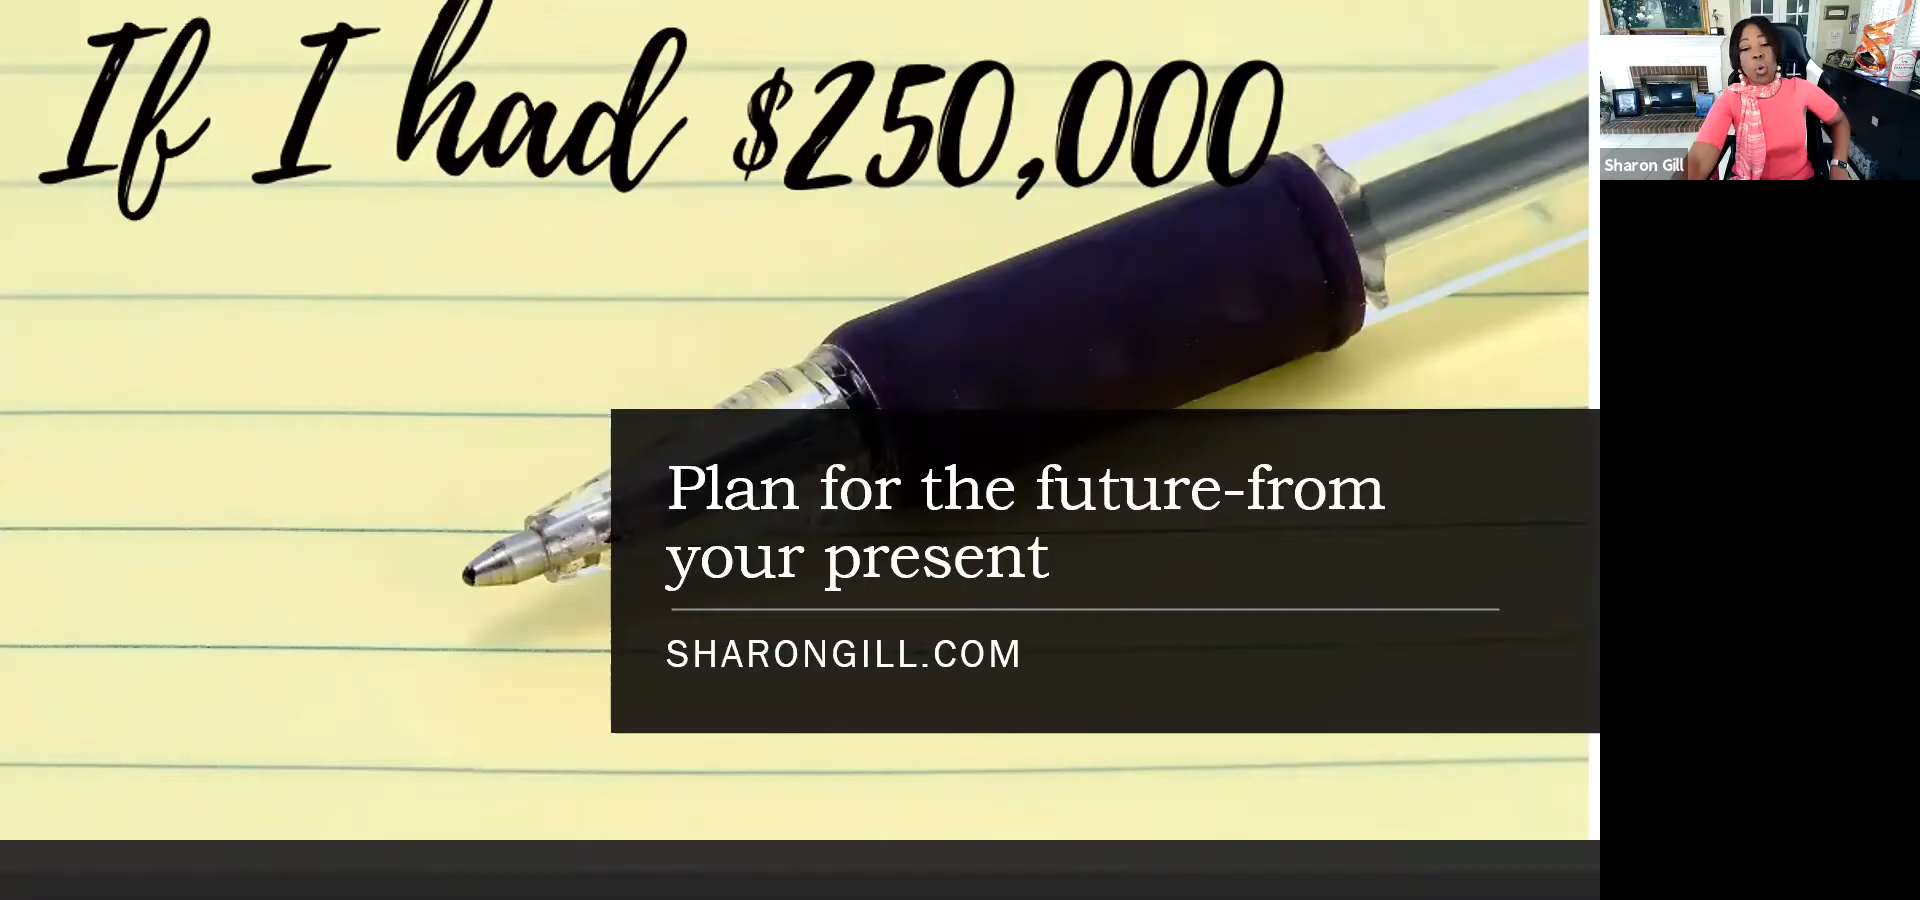 If I had $250,000
Plan for the future-from
your present
SHARONGILL.COM
Sharon Gill